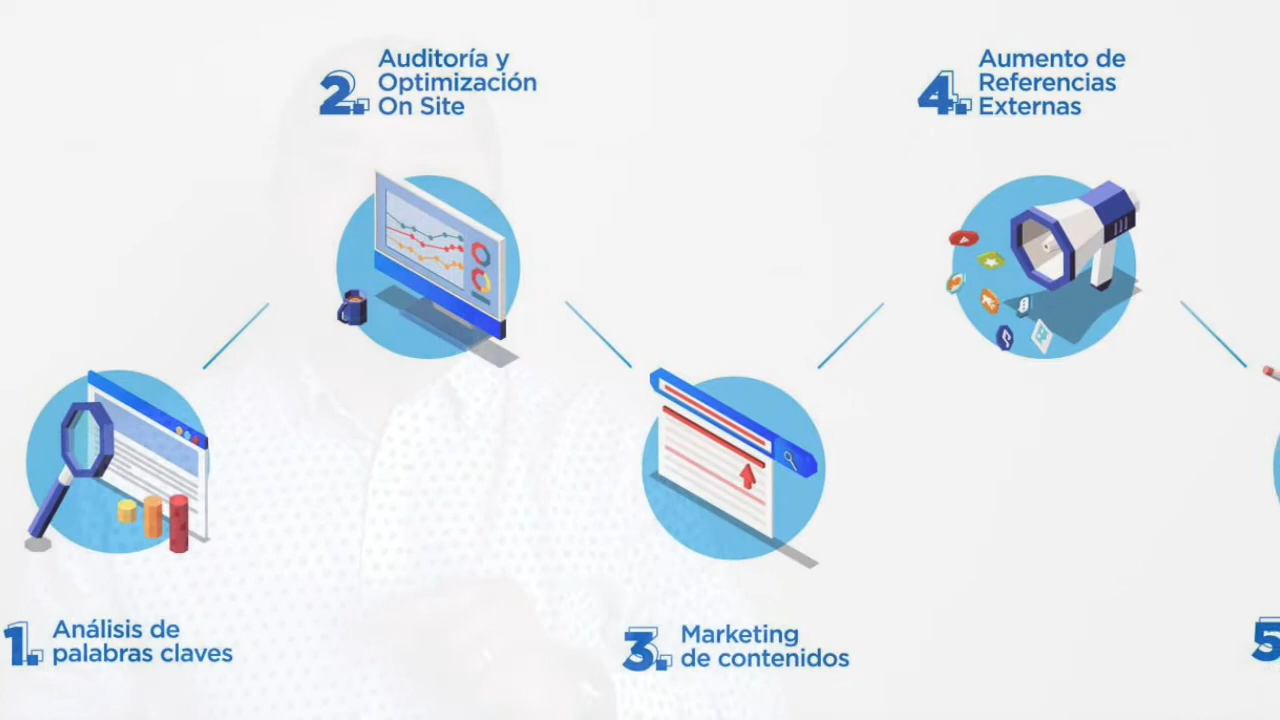 1. Análisis de
palabras claves
2. Auditoría y
Optimización
On Site
3. Marketing
de contenidos
4. Aumento de
Referencias
Externas
5